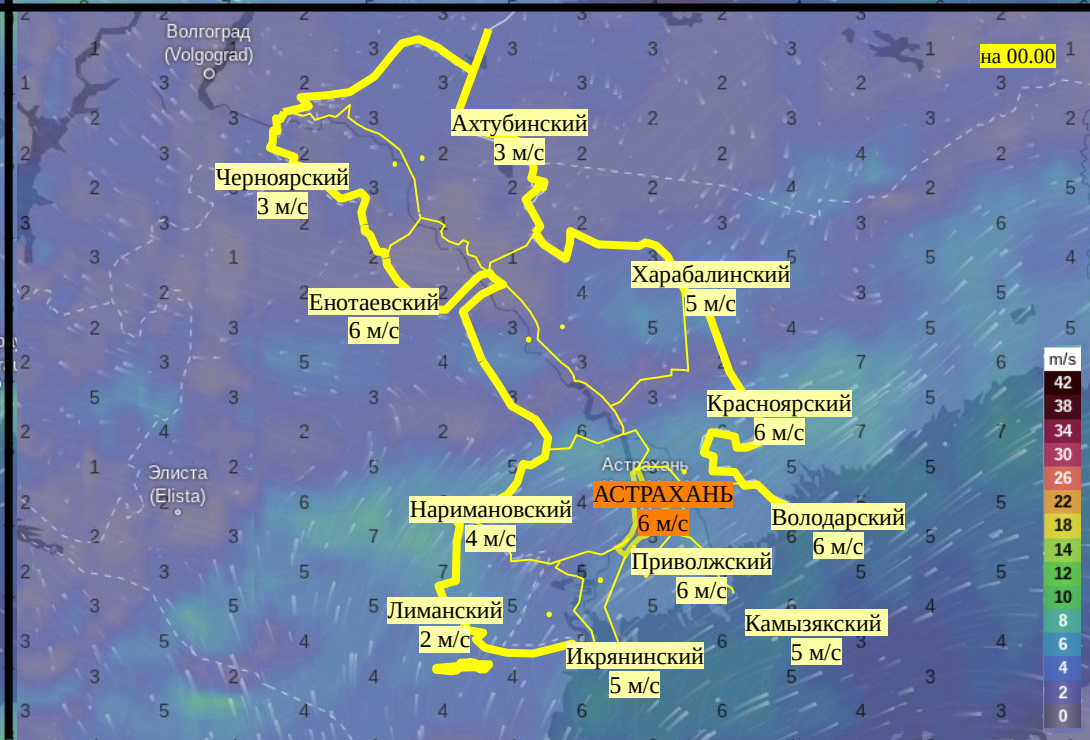 Волгоград
(Volgograd)
на 00.00
Ахтубинский
3 м/с
Черноярский
3 м/с
Харабалинский
5 м/с
Енотаевский
6 м/с
m/s
42
38
34
30
26
22
18
14
12
10
8
6
4
2
0
Красноярский
6 м/с
Элиста
(Elista)
Астрахань
АСТРАХАНЬ
6 м/с
Наримановский
4 м/с
Володарский
6 м/с
Приволжский
6 м/с
Лиманский
2 м/с
Камызякский
5 м/с
Икрянинский
5 м/с